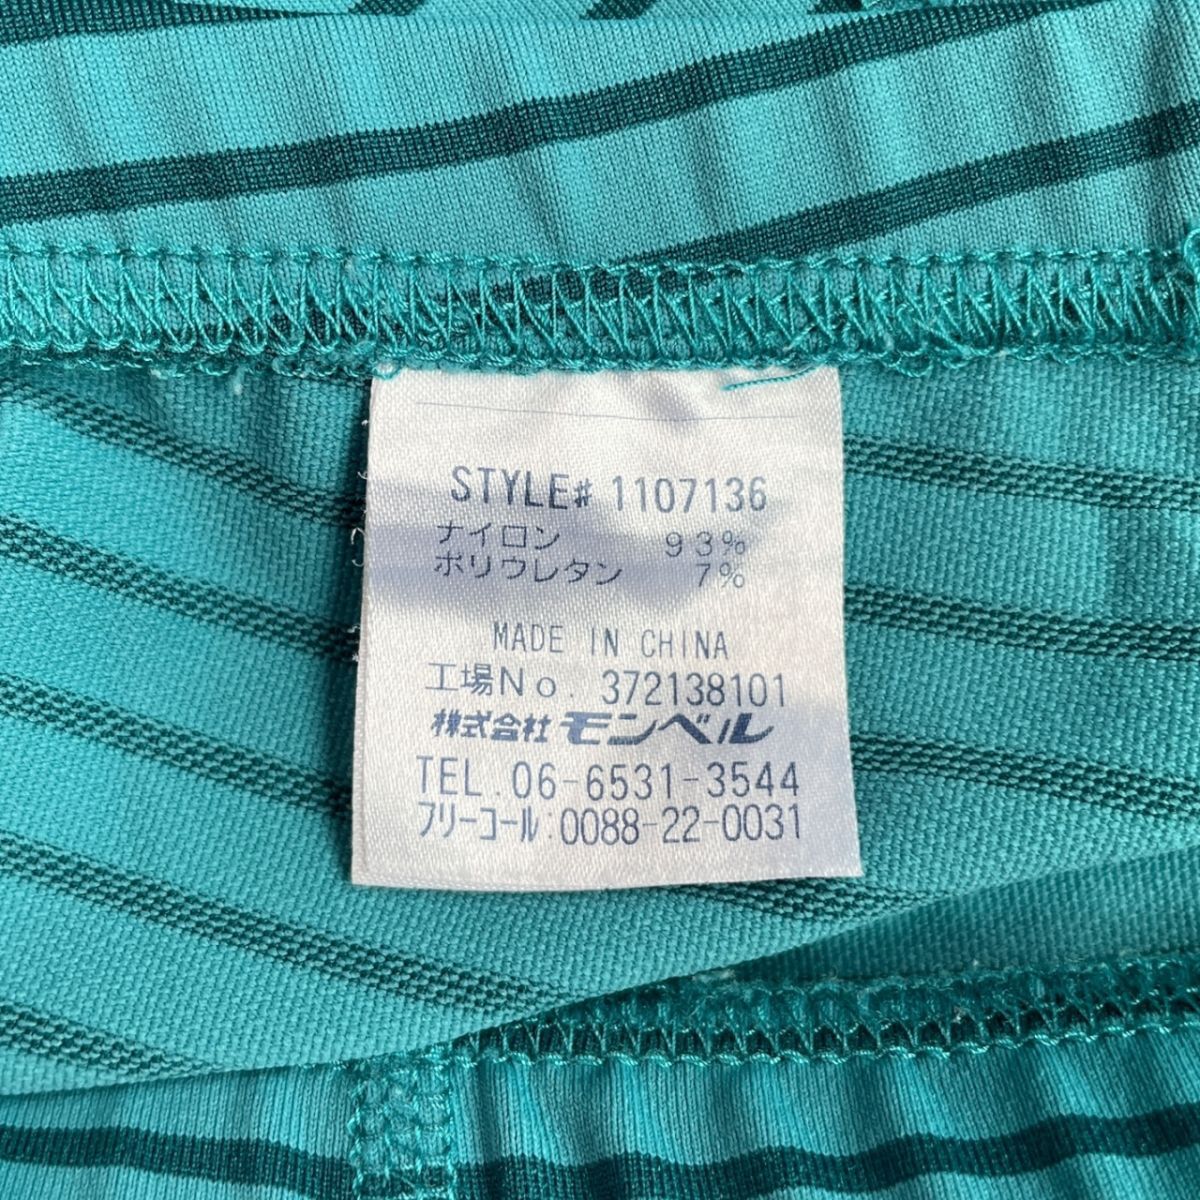 STYLE# 1107136
ナイロン 93%
ポリウレタン 7%
MADE IN CHINA
工場No. 372138101
株式会社 モンベル
TEL. 06-6531-3544
フリーコール:0088-22-0031